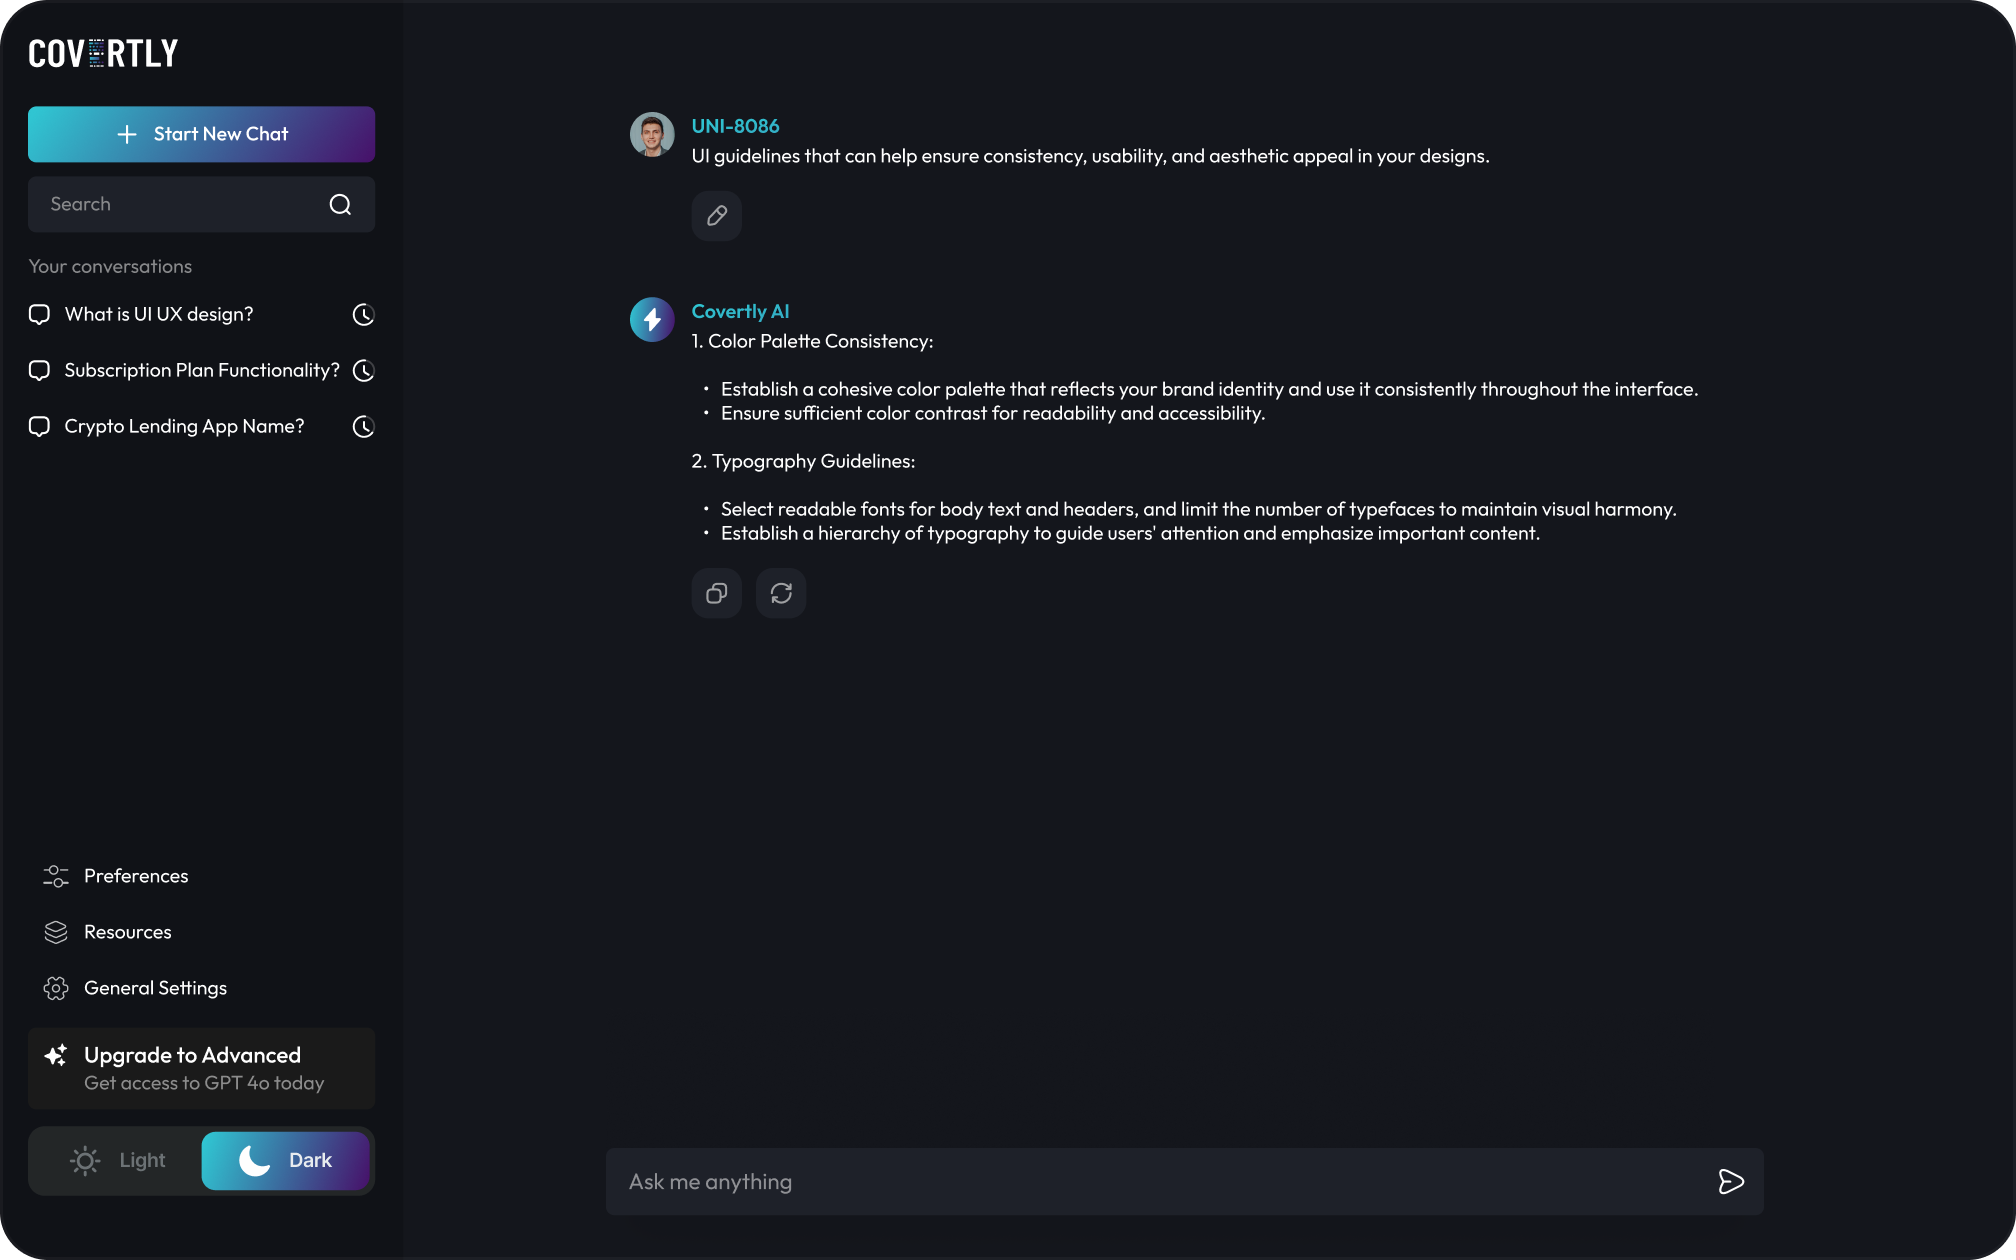 COVERTLY
Start New Chat
Search
Your conversations
What is UI UX design?
Subscription Plan Functionality?
Crypto Lending App Name?
Preferences
Resources
General Settings
Upgrade to Advanced
Get access to GPT 4o today
Light
Dark
UNI-8086
UI guidelines that can help ensure consistency, usability, and aesthetic appeal in your designs.
Covertly AI
1. Color Palette Consistency:
• Establish a cohesive color palette that reflects your brand identity and use it consistently throughout the interface.
• Ensure sufficient color contrast for readability and accessibility.
2. Typography Guidelines:
• Select readable fonts for body text and headers, and limit the number of typefaces to maintain visual harmony.
• Establish a hierarchy of typography to guide users' attention and emphasize important content.
Ask me anything